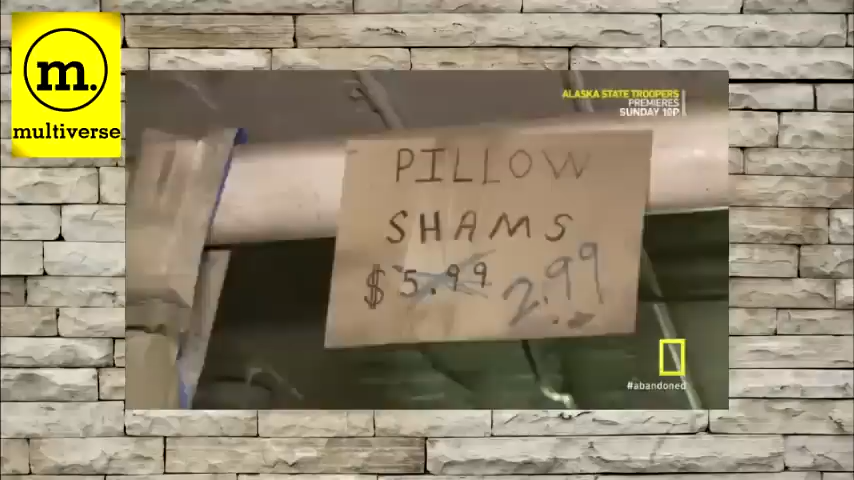 m.
multiverse
ALASKA STATE TROOPERS
PREMIERES
SUNDAY 10P
PILLOW
SHAMS
$5.99 2.99
#abandoned